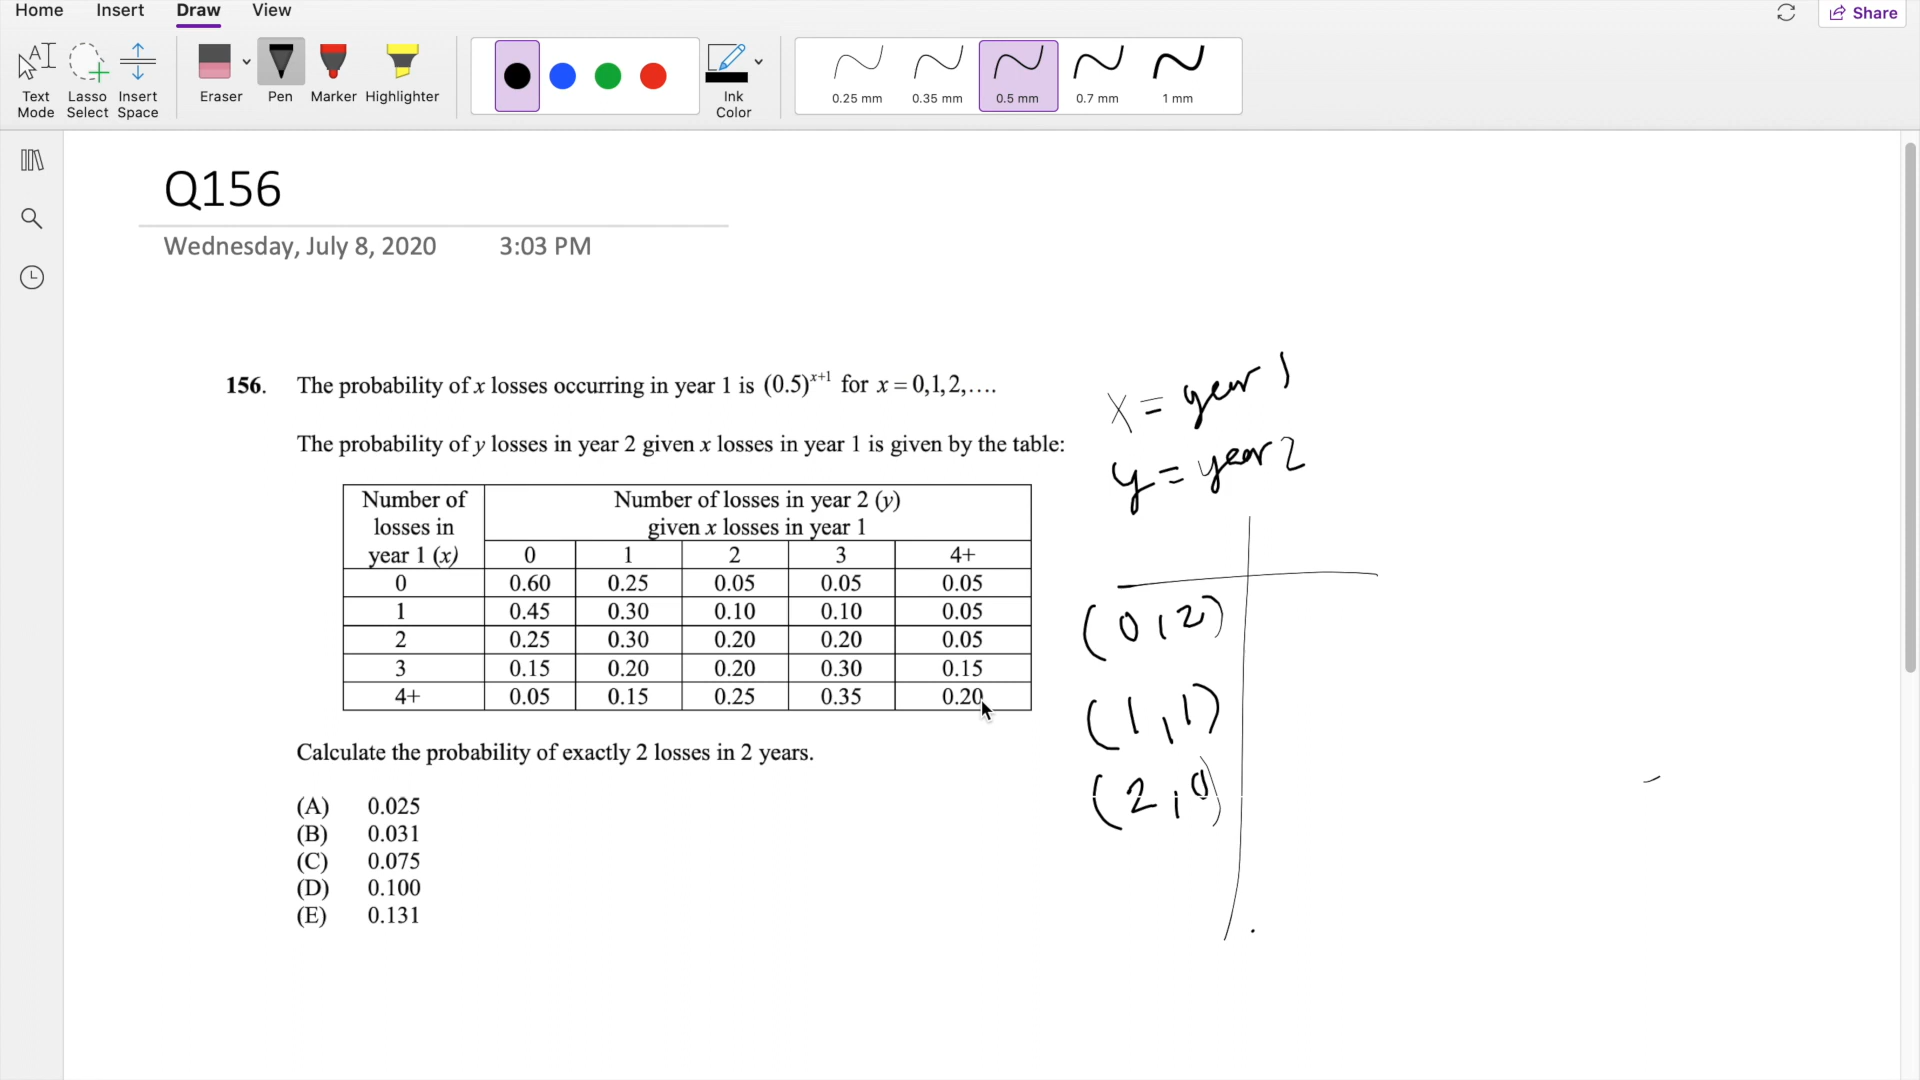 Home Insert Draw View
Share
Text Mode
Lasso Select
Insert Space
Eraser
Pen
Marker
Highlighter
Ink Color
0.25 mm
0.35 mm
0.5 mm
0.7 mm
1 mm
Q156
Wednesday, July 8, 2020 3:03 PM
156. The probability of x losses occurring in year 1 is (0.5)^{x+1} for x = 0,1,2,....
The probability of y losses in year 2 given x losses in year 1 is given by the table:
Number of losses in year 1 (x)
Number of losses in year 2 (y) given x losses in year 1
0 1 2 3 4+
0 0.60 0.25 0.05 0.05 0.05
1 0.45 0.30 0.10 0.10 0.05
2 0.25 0.30 0.20 0.20 0.05
3 0.15 0.20 0.20 0.30 0.15
4+ 0.05 0.15 0.25 0.35 0.20
Calculate the probability of exactly 2 losses in 2 years.
(A) 0.025
(B) 0.031
(C) 0.075
(D) 0.100
(E) 0.131
x = year 1
y = year 2
(0,2)
(1,1)
(2,0)